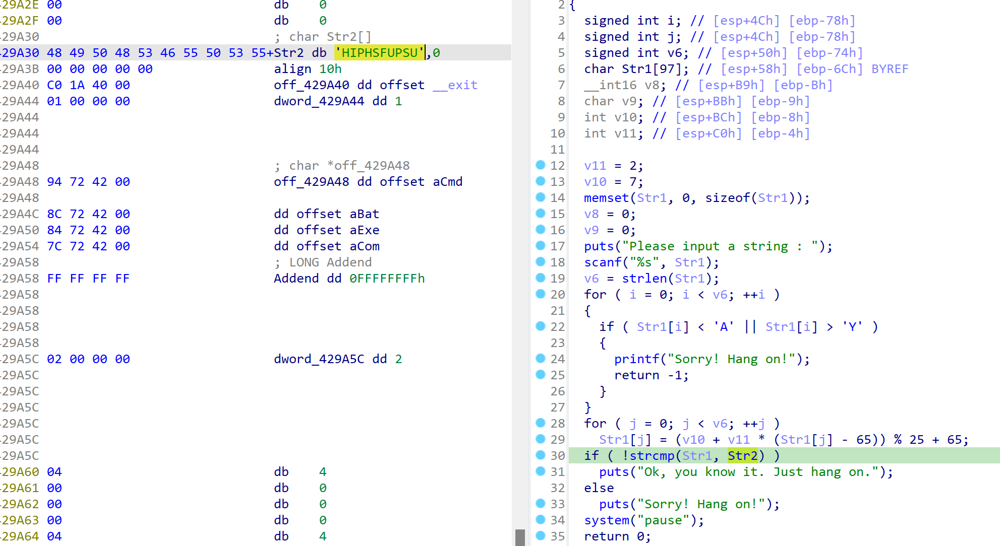 29A2E 00 db 0
29A2F 00 db 0
29A30 ; char Str2[]
29A30 48 49 50 48 53 46 55 50 53 55+Str2 db 'HIPHSFUPSU',0
29A3B 00 00 00 00 00 align 10h
29A40 C0 1A 40 00 off_429A40 dd offset __exit
29A44 01 00 00 00 dword_429A44 dd 1
29A44
29A44
29A44
29A48 ; char *off_429A48
29A48 94 72 42 00 off_429A48 dd offset aCmd
29A48
29A4C 8C 72 42 00 dd offset aBat
29A50 84 72 42 00 dd offset aExe
29A54 7C 72 42 00 dd offset aCom
29A58 ; LONG Addend
29A58 FF FF FF FF Addend dd 0FFFFFFFFh
29A58
29A58
29A58
29A58
29A5C 02 00 00 00 dword_429A5C dd 2
29A5C
29A5C
29A5C
29A5C
29A5C
29A5C
29A60 04 db 4
29A61 00 db 0
29A62 00 db 0
29A63 00 db 0
29A64 04 db 4
2 {
3 signed int i; // [esp+4Ch] [ebp-78h]
4 signed int j; // [esp+4Ch] [ebp-78h]
5 signed int v6; // [esp+50h] [ebp-74h]
6 char Str1[97]; // [esp+58h] [ebp-6Ch] BYREF
7 __int16 v8; // [esp+B9h] [ebp-Bh]
8 char v9; // [esp+BBh] [ebp-9h]
9 int v10; // [esp+BCh] [ebp-8h]
10 int v11; // [esp+C0h] [ebp-4h]
11
12 v11 = 2;
13 v10 = 7;
14 memset(Str1, 0, sizeof(Str1));
15 v8 = 0;
16 v9 = 0;
17 puts("Please input a string : ");
18 scanf("%s", Str1);
19 v6 = strlen(Str1);
20 for ( i = 0; i < v6; ++i )
21 {
22 if ( Str1[i] < 'A' || Str1[i] > 'Y' )
23 {
24 printf("Sorry! Hang on!");
25 return -1;
26 }
27 }
28 for ( j = 0; j < v6; ++j )
29 Str1[j] = (v10 + v11 * (Str1[j] - 65)) % 25 + 65;
30 if ( !strcmp(Str1, Str2) )
31 puts("Ok, you know it. Just hang on.");
32 else
33 puts("Sorry! Hang on!");
34 system("pause");
35 return 0;